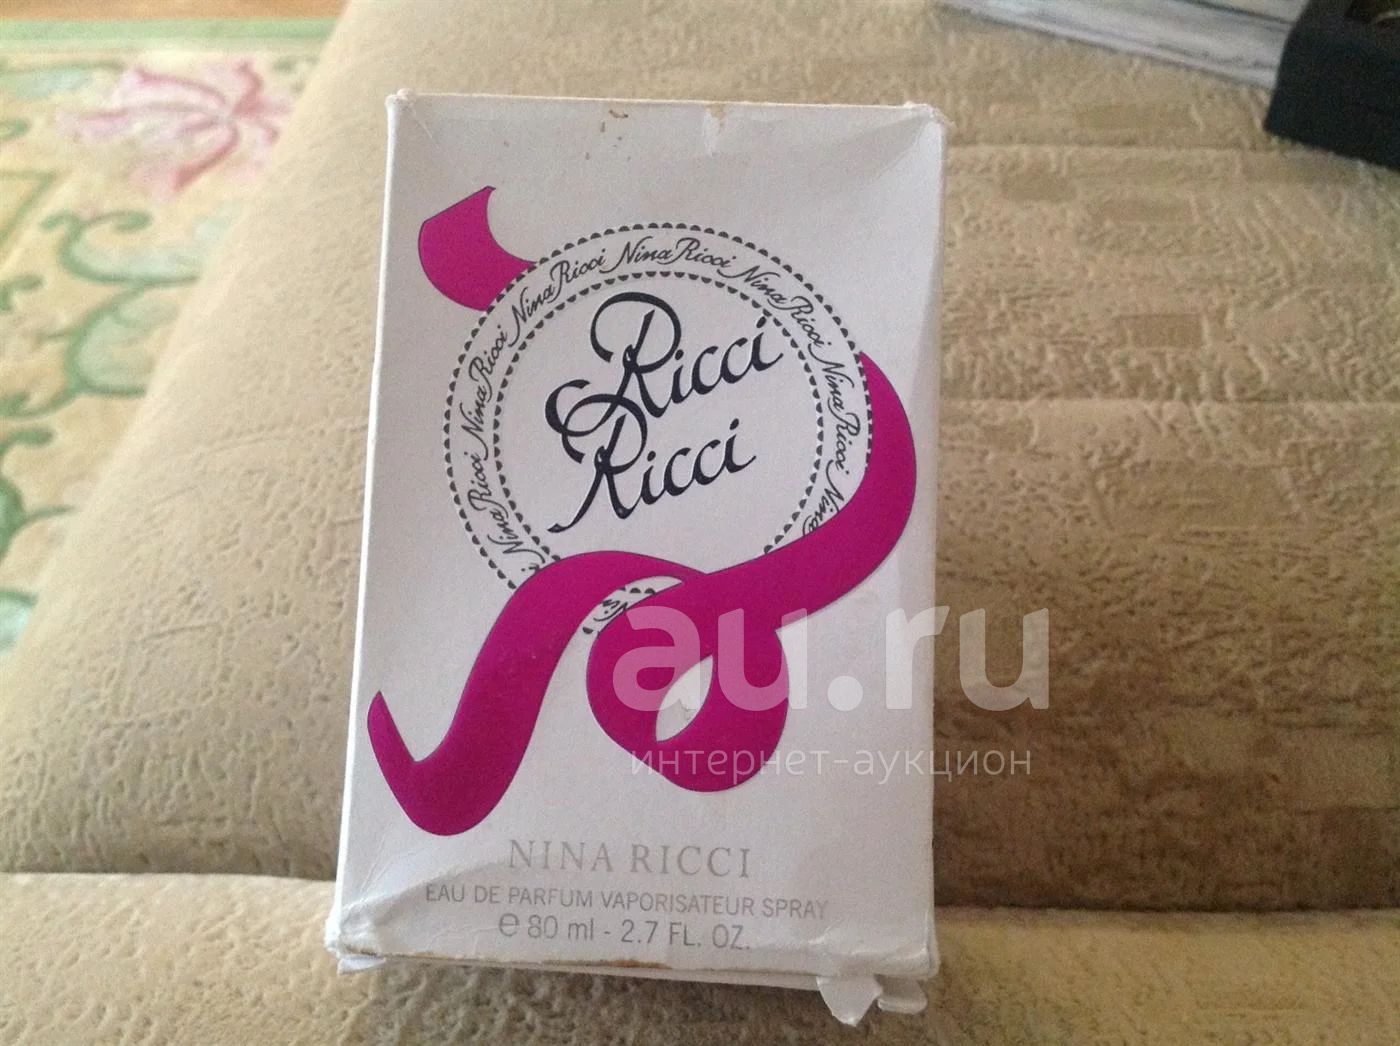 Nina Ricci Nina Ricci Nina Ricci Nina Ricci Nina Ricci Nina Ricci Nina
Ricci
Ricci
NINA RICCI
EAU DE PARFUM VAPORISATEUR SPRAY
℮ 80 ml - 2.7 FL. OZ.
au.ru
интернет-аукцион